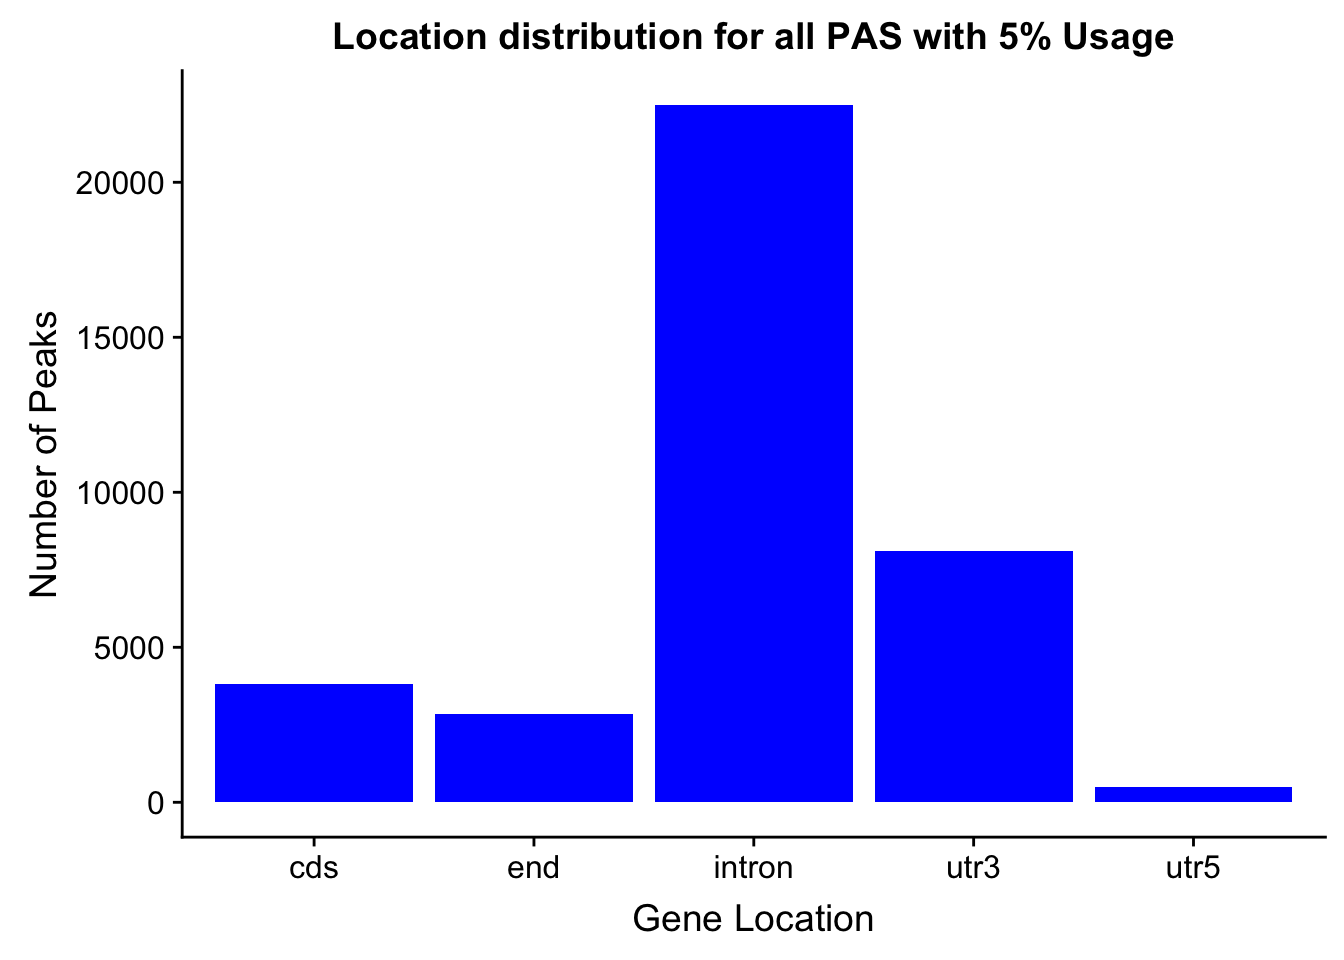 Location distribution for all PAS with 5% Usage
Number of Peaks
20000
15000
10000
5000
0
cds end intron utr3 utr5
Gene Location